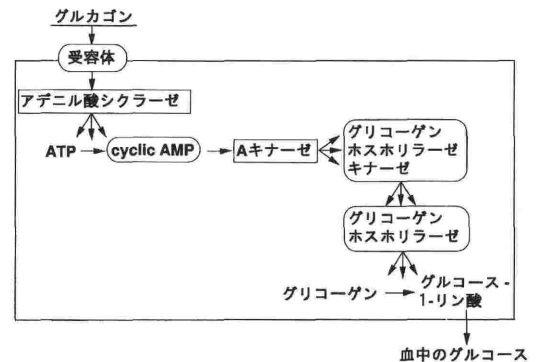 グルカゴン
受容体
アデニル酸シクラーゼ
ATP
cyclic AMP
Aキナーゼ
グリコーゲン
ホスホリラーゼ
キナーゼ
グリコーゲン
ホスホリラーゼ
グリコーゲン
グルコース -
1-リン酸
血中のグルコース